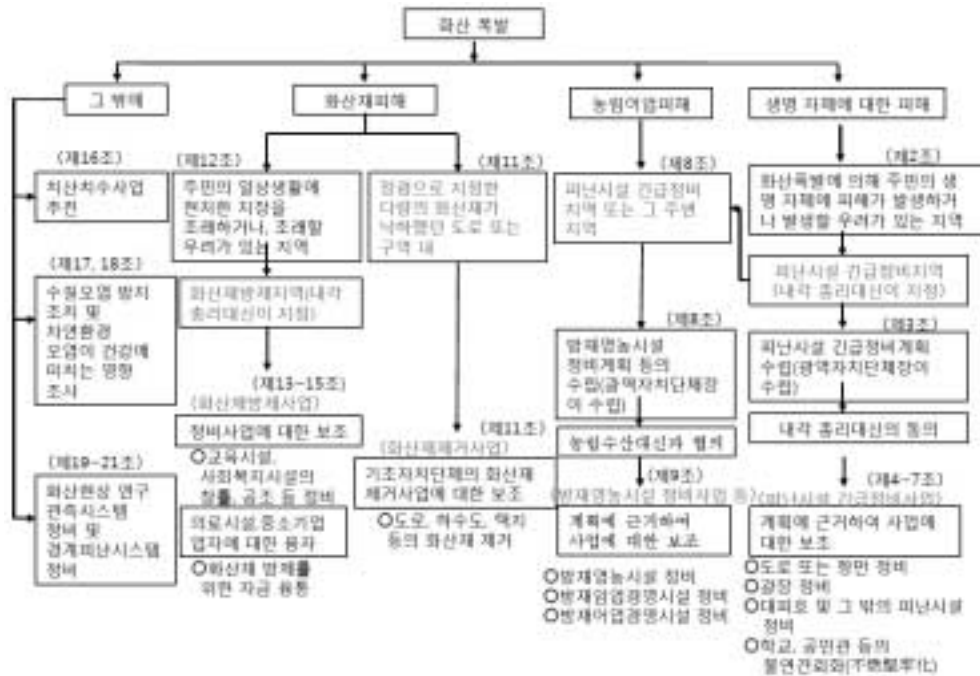 화산 폭발
그 밖에
화산재피해
농림어업피해
생명 자체에 대한 피해
(제16조)
치산치수사업
추진
(제17, 18조)
수질오염 방지
조치 및
자연환경
오염이 건강에
미치는 영향
조사
(제19~21조)
화산현상 연구
관측시스템
정비 및
경계피난시스템
정비
(제12조)
주민의 일상생활에
현저한 지장을
초래하거나, 초래할
우려가 있는 지역
화산재방재지역(내각
총리대신이 지정)
(제13~15조)
(화산재방재사업)
정비사업에 대한 보조
○교육시설,
사회복지시설의
창틀, 공조 등 정비
의료시설,중소기업
업자에 대한 융자
○화산재 방재를
위한 자금 융통
(제11조)
정령으로 지정한
다량의 화산재가
낙하했던 도로 또는
구역 내
(제11조)
(화산재제거사업)
기초자치단체의 화산재
제거사업에 대한 보조
○도로, 하수도, 택지
등의 화산재 제거
(제8조)
피난시설 긴급정비
지역 또는 그 주변
지역
(제8조)
방재영농시설
정비계획 등의
수립(광역자치단체장
이 수립)
농림수산대신과 협의
(제9조)
(방재영농시설 정비사업 등)
계획에 근거하여
사업에 대한 보조
○방재영농시설 정비
○방재임업경영시설 정비
○방재어업경영시설 정비
(제2조)
화산폭발에 의해 주민의 생
명 자체에 피해가 발생하거
나 발생할 우려가 있는 지역
피난시설 긴급정비지역
(내각 총리대신이 지정)
(제3조)
피난시설 긴급정비계획
수립(광역자치단체장이
수립)
내각 총리대신의 동의
(제4~7조)
(피난시설 긴급정비사업)
계획에 근거하여 사업에
대한 보조
○도로 또는 항만 정비
○광장 정비
○대피호 및 그 밖의 피난시설
정비
○학교, 공민관 등의
불연견뢰화(不燃堅牢化)